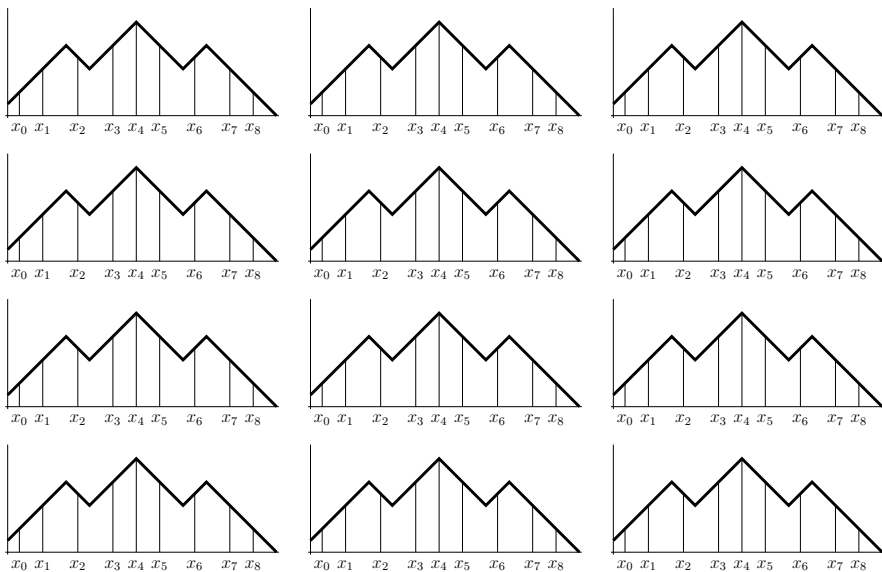 x₀ x₁ x₂ x₃ x₄ x₅ x₆ x₇ x₈ x₀ x₁ x₂ x₃ x₄ x₅ x₆ x₇ x₈ x₀ x₁ x₂ x₃ x₄ x₅ x₆ x₇ x₈
x₀ x₁ x₂ x₃ x₄ x₅ x₆ x₇ x₈ x₀ x₁ x₂ x₃ x₄ x₅ x₆ x₇ x₈ x₀ x₁ x₂ x₃ x₄ x₅ x₆ x₇ x₈
x₀ x₁ x₂ x₃ x₄ x₅ x₆ x₇ x₈ x₀ x₁ x₂ x₃ x₄ x₅ x₆ x₇ x₈ x₀ x₁ x₂ x₃ x₄ x₅ x₆ x₇ x₈
x₀ x₁ x₂ x₃ x₄ x₅ x₆ x₇ x₈ x₀ x₁ x₂ x₃ x₄ x₅ x₆ x₇ x₈ x₀ x₁ x₂ x₃ x₄ x₅ x₆ x₇ x₈